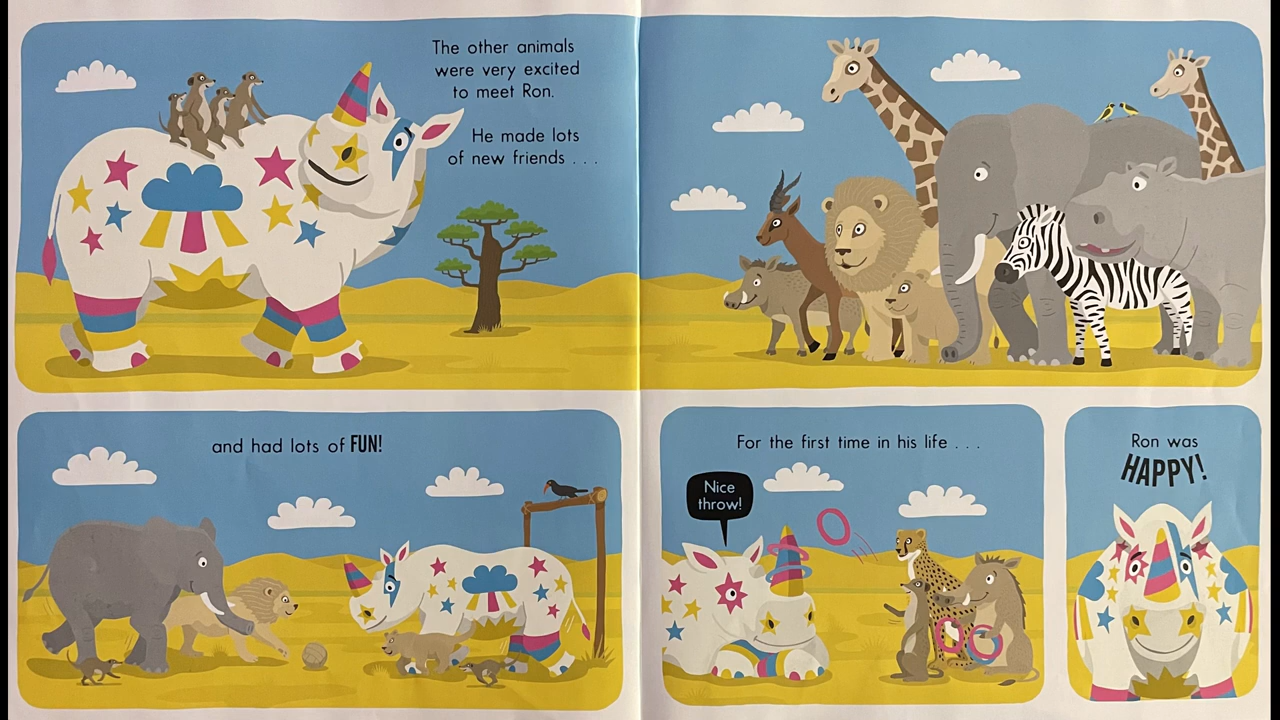 The other animals
were very excited
to meet Ron.
He made lots
of new friends . . .
and had lots of FUN!
For the first time in his life . . .
Nice
throw!
Ron was
HAPPY!